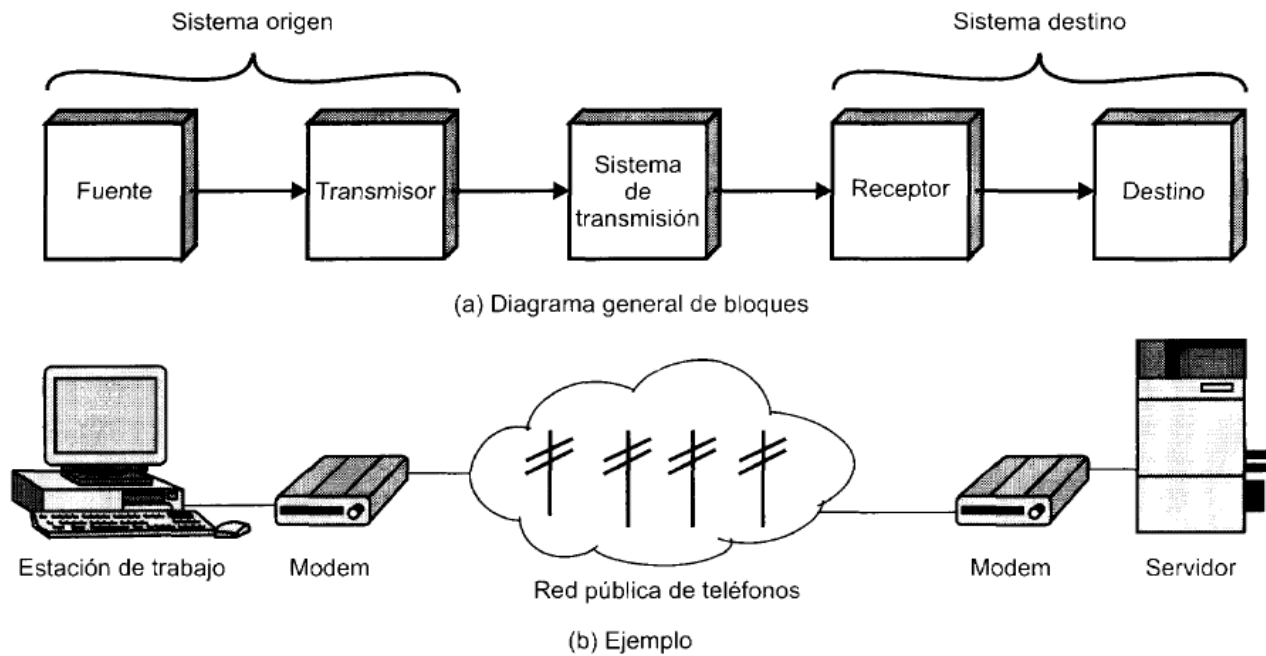 Sistema origen
Sistema destino
Fuente
Transmisor
Sistema
de
transmisión
Receptor
Destino
(a) Diagrama general de bloques
Estación de trabajo
Modem
Red pública de teléfonos
Modem
Servidor
(b) Ejemplo